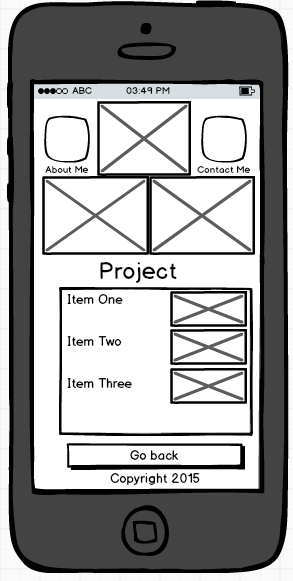 ●●●○○ ABC 03:49 PM
About Me Contact Me
Project
Item One
Item Two
Item Three
Go back
Copyright 2015